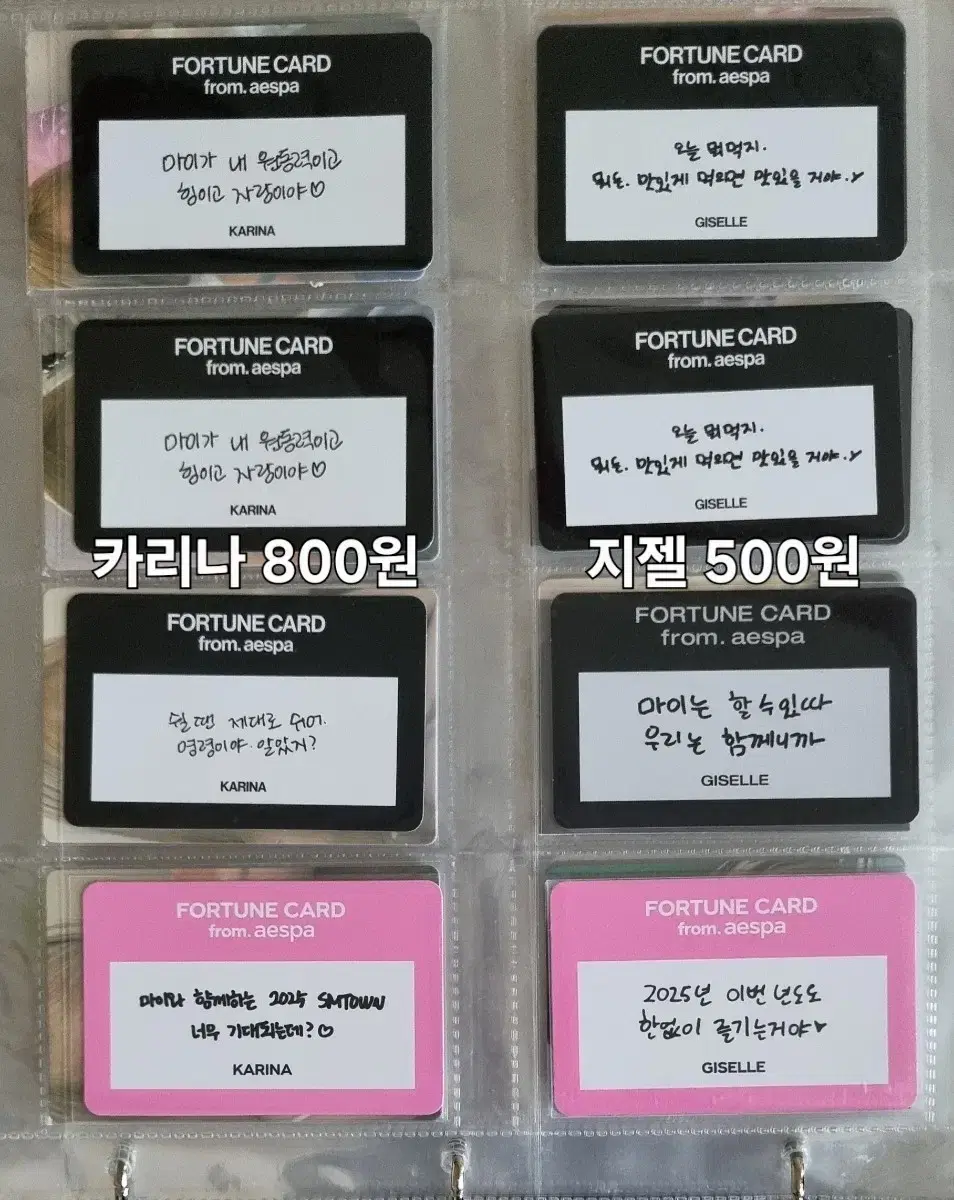 FORTUNE CARD
from. aespa
마이가 내 원동력이고
힘이고 자랑이야♡
KARINA
FORTUNE CARD
from. aespa
오늘 뭐먹지.
뭐든. 맛있게 먹으면 맛있을 거야.
GISELLE
FORTUNE CARD
from. aespa
마이가 내 원동력이고
힘이고 자랑이야♡
KARINA
FORTUNE CARD
from. aespa
오늘 뭐먹지.
뭐든. 맛있게 먹으면 맛있을 거야.
GISELLE
카리나 800원
지젤 500원
FORTUNE CARD
from. aespa
쉴 땐 제대로 쉬어.
명령이야. 알았지?
KARINA
FORTUNE CARD
from. aespa
마이는 할 수 있따
우리는 함께니까
GISELLE
FORTUNE CARD
from. aespa
마이와 함께하는 2025 SMTOWN
너무 기대되는데?♡
KARINA
FORTUNE CARD
from. aespa
2025년 이번 년도도
한없이 즐기는거야♥
GISELLE